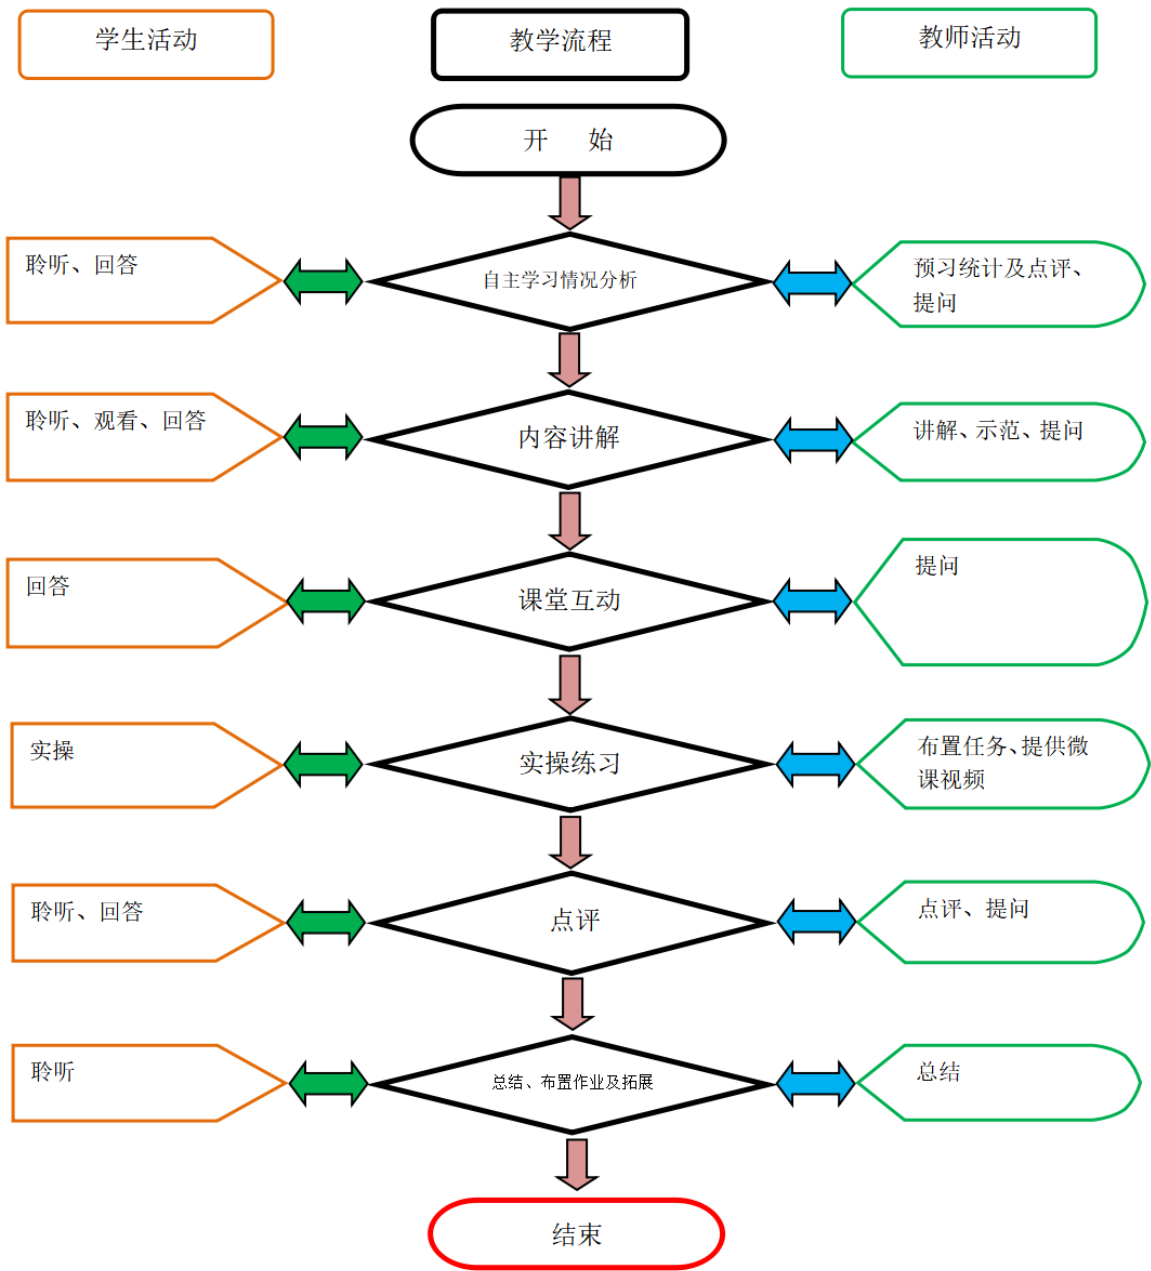 学生活动
教学流程
教师活动
开 始
聆听、回答
自主学习情况分析
预习统计及点评、
提问
聆听、观看、回答
内容讲解
讲解、示范、提问
回答
课堂互动
提问
实操
实操练习
布置任务、提供微
课视频
聆听、回答
点评
点评、提问
聆听
总结、布置作业及拓展
总结
结束